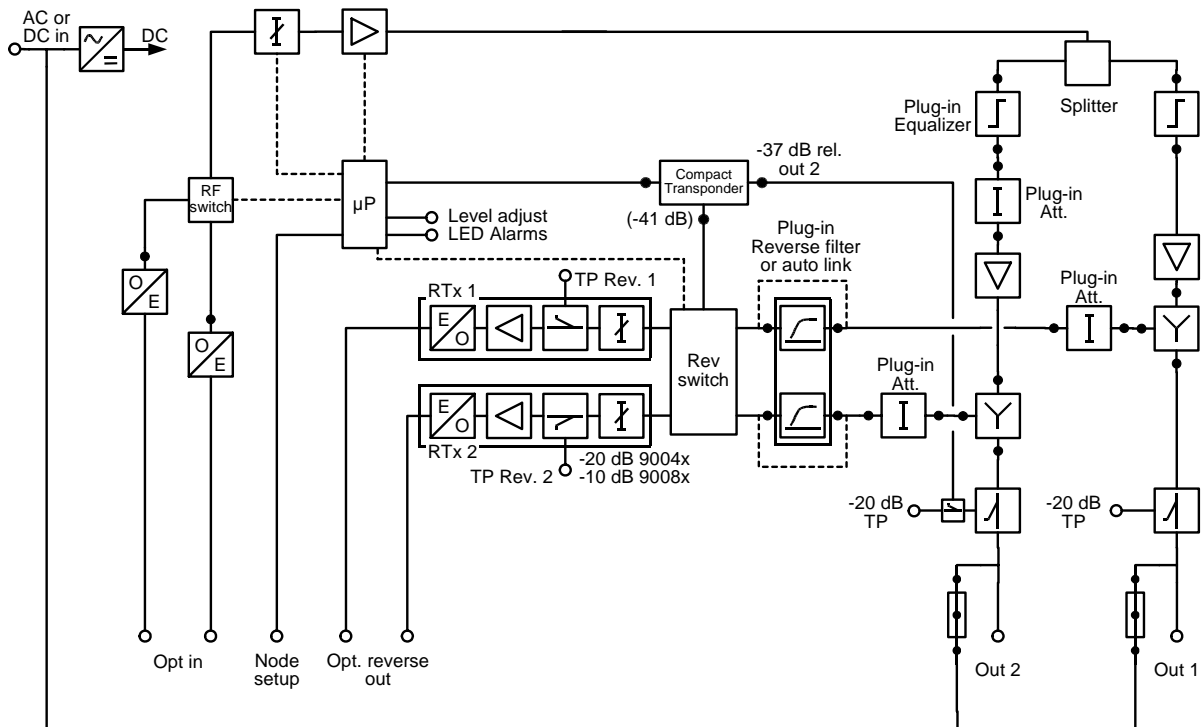 AC or
DC in
DC
Splitter
Plug-in
Equalizer
-37 dB rel.
out 2
Compact
Transponder
RF
switch
µP
Plug-in
Att.
Level adjust
LED Alarms
(-41 dB)
Plug-in
Reverse filter
or auto link
O
E
RTx 1
TP Rev. 1
Plug-in
Att.
E
O
O
E
Rev
switch
Plug-in
Att.
E
O
RTx 2
TP Rev. 2
-20 dB 9004x
-10 dB 9008x
-20 dB
TP
-20 dB
TP
Opt in
Node
setup
Opt. reverse
out
Out 2
Out 1